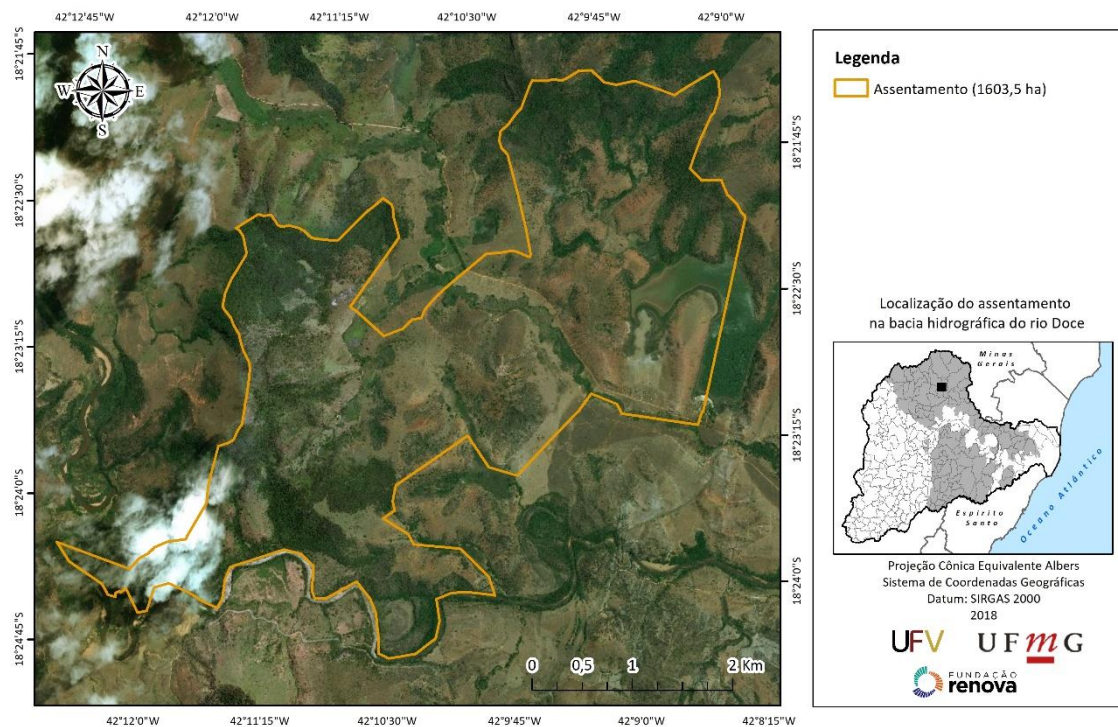 42°12'45"W 42°12'0"W 42°11'15"W 42°10'30"W 42°9'45"W 42°9'0"W
18°21'45"S
18°22'30"S
18°23'15"S
18°24'0"S
18°24'45"S
N
W E
S
18°21'45"S
18°22'30"S
18°23'15"S
18°24'0"S
0 0,5 1 2 Km
42°12'0"W 42°11'15"W 42°10'30"W 42°9'45"W 42°9'0"W 42°8'15"W
Legenda
Assentamento (1603,5 ha)
Localização do assentamento
na bacia hidrográfica do rio Doce
Minas
Gerais
Espírito
Santo
Oceano Atlântico
Projeção Cônica Equivalente Albers
Sistema de Coordenadas Geográficas
Datum: SIRGAS 2000
2018
UFV UFmG
FUNDAÇÃO
renova